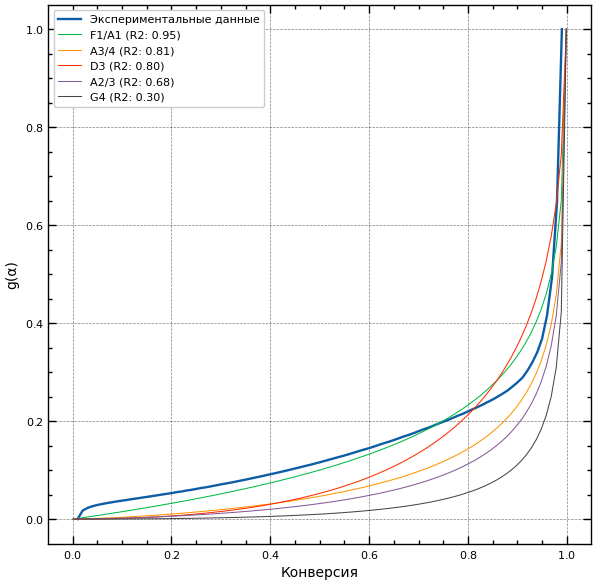 Экспериментальные данные
F1/A1 (R2: 0.95)
A3/4 (R2: 0.81)
D3 (R2: 0.80)
A2/3 (R2: 0.68)
G4 (R2: 0.30)
g(α)
1.0
0.8
0.6
0.4
0.2
0.0
0.0 0.2 0.4 0.6 0.8 1.0
Конверсия